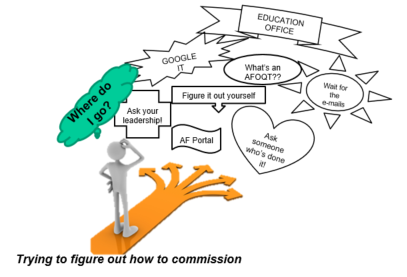 EDUCATION
OFFICE
GOOGLE
IT
What's an
AFOQT??
Wait for
the
e-mails
Where do
I go?
Ask your
leadership!
Figure it out yourself
AF Portal
Ask
someone
who's done
it!
Trying to figure out how to commission